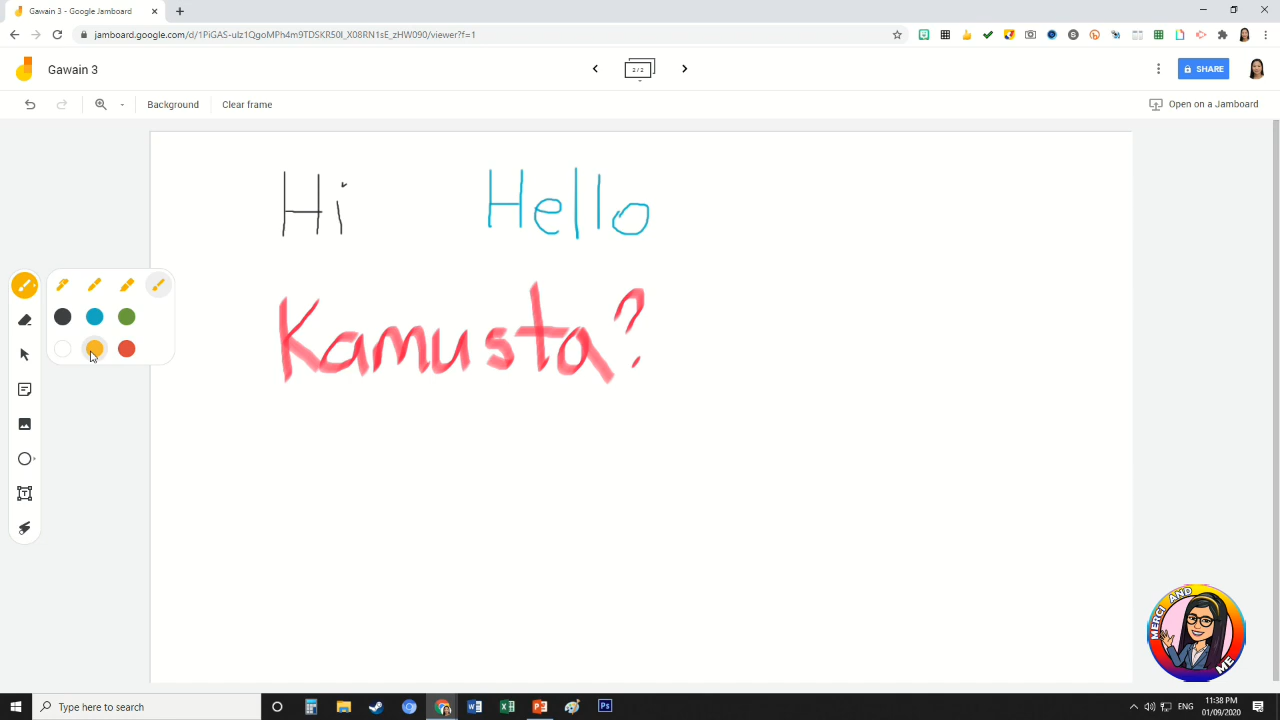 Gawain 3 - Google Jamboard
jamboard.google.com/d/1PiGAS-ulz1QgoMPh4m9TDSKR50I_X08RN1sE_zHW090/viewer?f=1
Gawain 3
2 / 2
SHARE
Background
Clear frame
Open on a Jamboard
Hi Hello
Kamusta?
MERCI AND ME
Type here to search
ENG
11:38 PM
01/09/2020